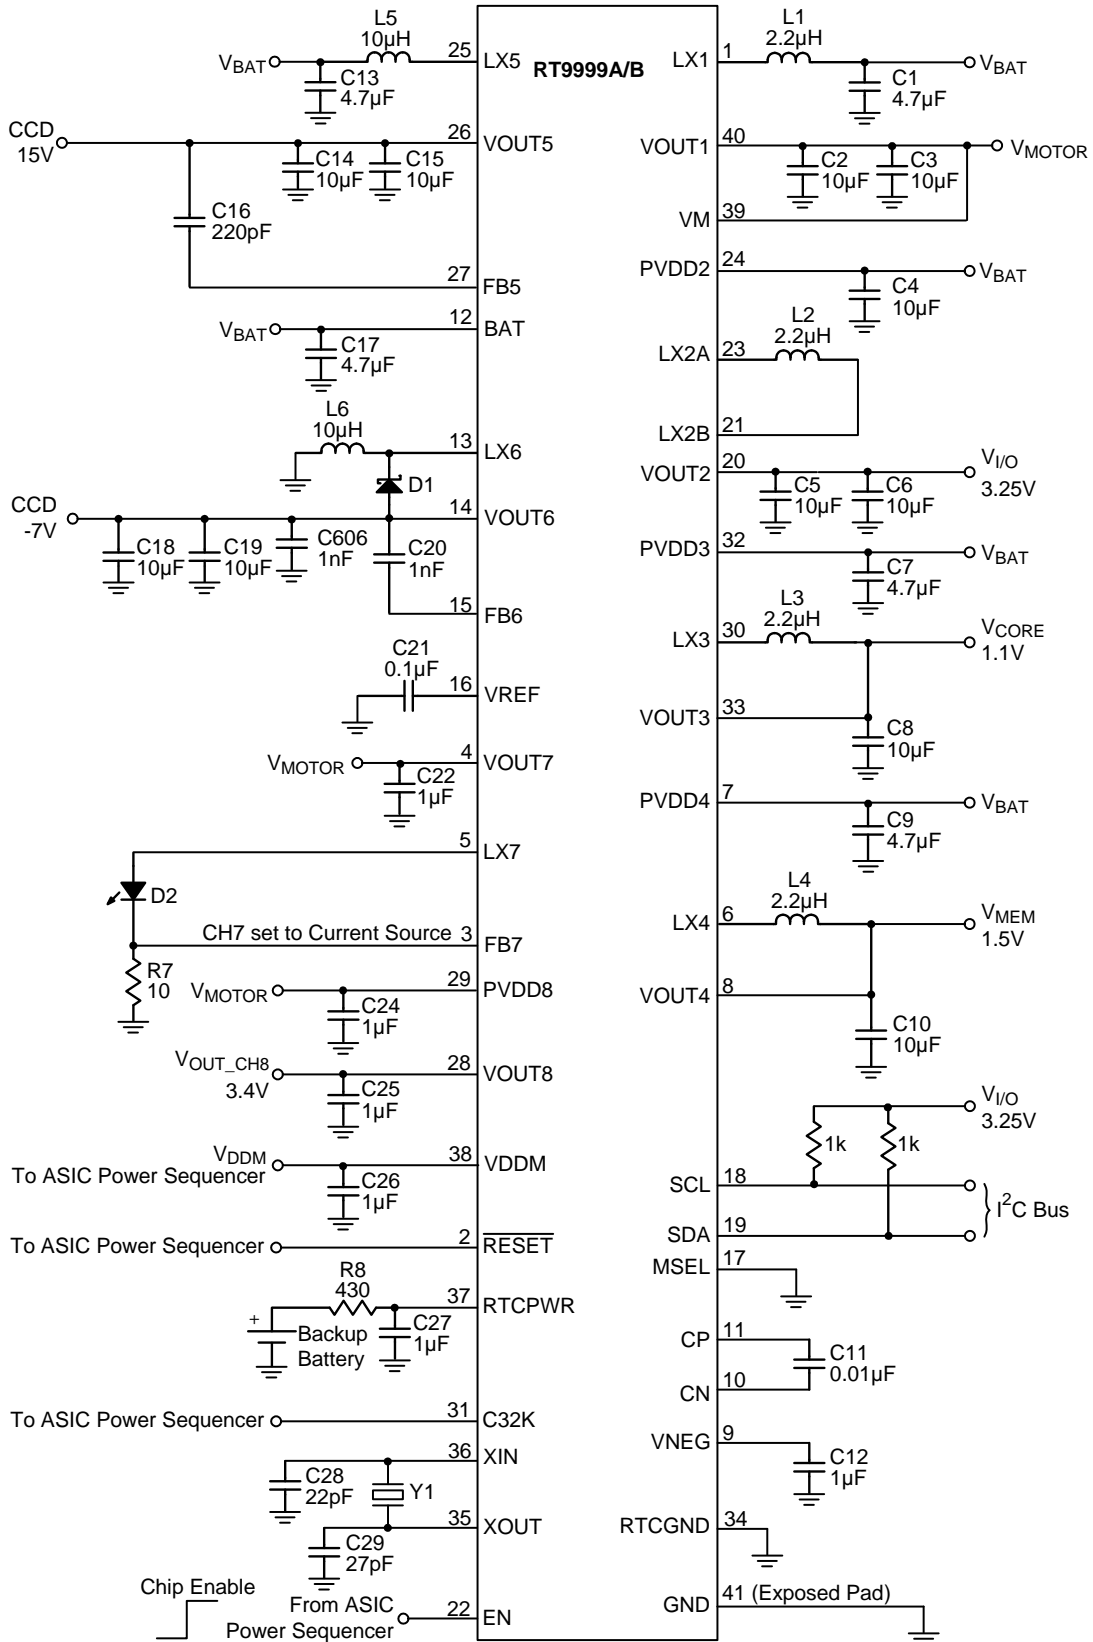 RT9999A/B
L5
10µH
25
LX5
VBAT
C13
4.7µF
CCD
15V
26
VOUT5
C14
10µF
C15
10µF
C16
220pF
27
FB5
12
BAT
VBAT
C17
4.7µF
L6
10µH
13
LX6
D1
CCD
-7V
14
VOUT6
C18
10µF
C19
10µF
C606
1nF
C20
1nF
15
FB6
C21
0.1µF
16
VREF
4
VMOTOR
VOUT7
C22
1µF
5
LX7
D2
CH7 set to Current Source
3
FB7
R7
10
29
VMOTOR
PVDD8
C24
1µF
VOUT_CH8
3.4V
28
VOUT8
C25
1µF
VDDM
To ASIC Power Sequencer
38
VDDM
C26
1µF
To ASIC Power Sequencer
2
RESET
R8
430
37
RTCPWR
+
Backup
Battery
C27
1µF
To ASIC Power Sequencer
31
C32K
36
XIN
C28
22pF
Y1
35
XOUT
C29
27pF
Chip Enable
From ASIC
Power Sequencer
22
EN
L1
2.2µH
LX1
1
VBAT
C1
4.7µF
VOUT1
40
VMOTOR
C2
10µF
C3
10µF
VM
39
PVDD2
24
VBAT
C4
10µF
L2
2.2µH
LX2A
23
LX2B
21
VOUT2
20
VI/O
3.25V
C5
10µF
C6
10µF
PVDD3
32
VBAT
C7
4.7µF
L3
2.2µH
LX3
30
VCORE
1.1V
VOUT3
33
C8
10µF
PVDD4
7
VBAT
C9
4.7µF
L4
2.2µH
LX4
6
VMEM
1.5V
VOUT4
8
C10
10µF
VI/O
3.25V
1k
1k
SCL
18
I2C Bus
SDA
19
MSEL
17
CP
11
C11
0.01µF
CN
10
VNEG
9
C12
1µF
RTCGND
34
GND
41 (Exposed Pad)